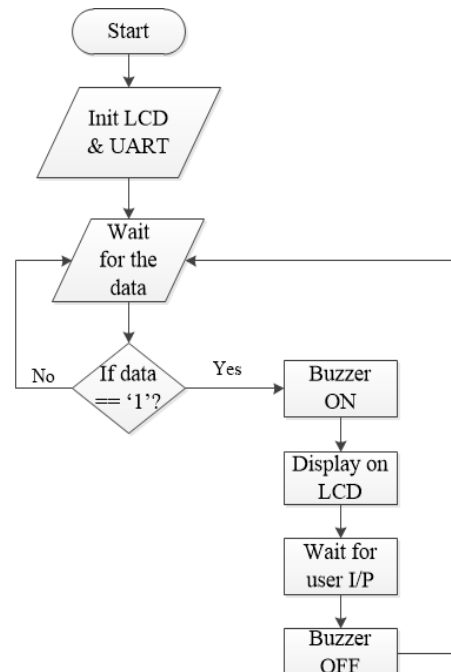 Start
Init LCD
& UART
Wait
for the
data
If data
== ‘1’?
No
Yes
Buzzer
ON
Display on
LCD
Wait for
user I/P
Buzzer
OFF